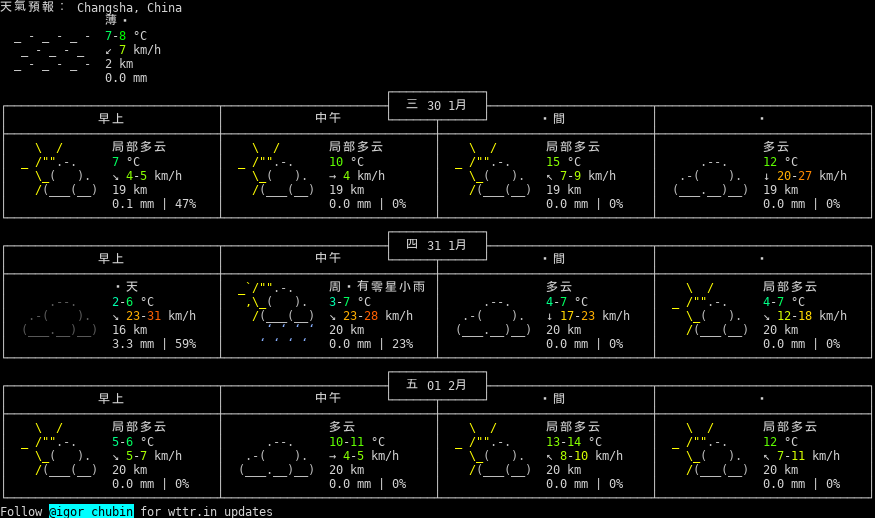 天氣預報： Changsha, China
薄・
7-8 °C
↙ 7 km/h
2 km
0.0 mm
三 30 1月
早上 中午 ・間 ・
局部多云 局部多云 局部多云 多云
7 °C 10 °C 15 °C 12 °C
↘ 4-5 km/h → 4 km/h ↖ 7-9 km/h ↓ 20-27 km/h
19 km 19 km 19 km 19 km
0.1 mm | 47% 0.0 mm | 0% 0.0 mm | 0% 0.0 mm | 0%
四 31 1月
早上 中午 ・間 ・
・天 周・有零星小雨 多云 局部多云
2-6 °C 3-7 °C 4-7 °C 4-7 °C
↘ 23-31 km/h ↘ 23-28 km/h ↓ 17-23 km/h ↘ 12-18 km/h
16 km 20 km 20 km 20 km
3.3 mm | 59% 0.0 mm | 23% 0.0 mm | 0% 0.0 mm | 0%
五 01 2月
早上 中午 ・間 ・
局部多云 多云 局部多云 局部多云
5-6 °C 10-11 °C 13-14 °C 12 °C
↘ 5-7 km/h → 4-5 km/h ↖ 8-10 km/h ↖ 7-11 km/h
20 km 20 km 20 km 20 km
0.0 mm | 0% 0.0 mm | 0% 0.0 mm | 0% 0.0 mm | 0%
Follow @igor_chubin for wttr.in updates